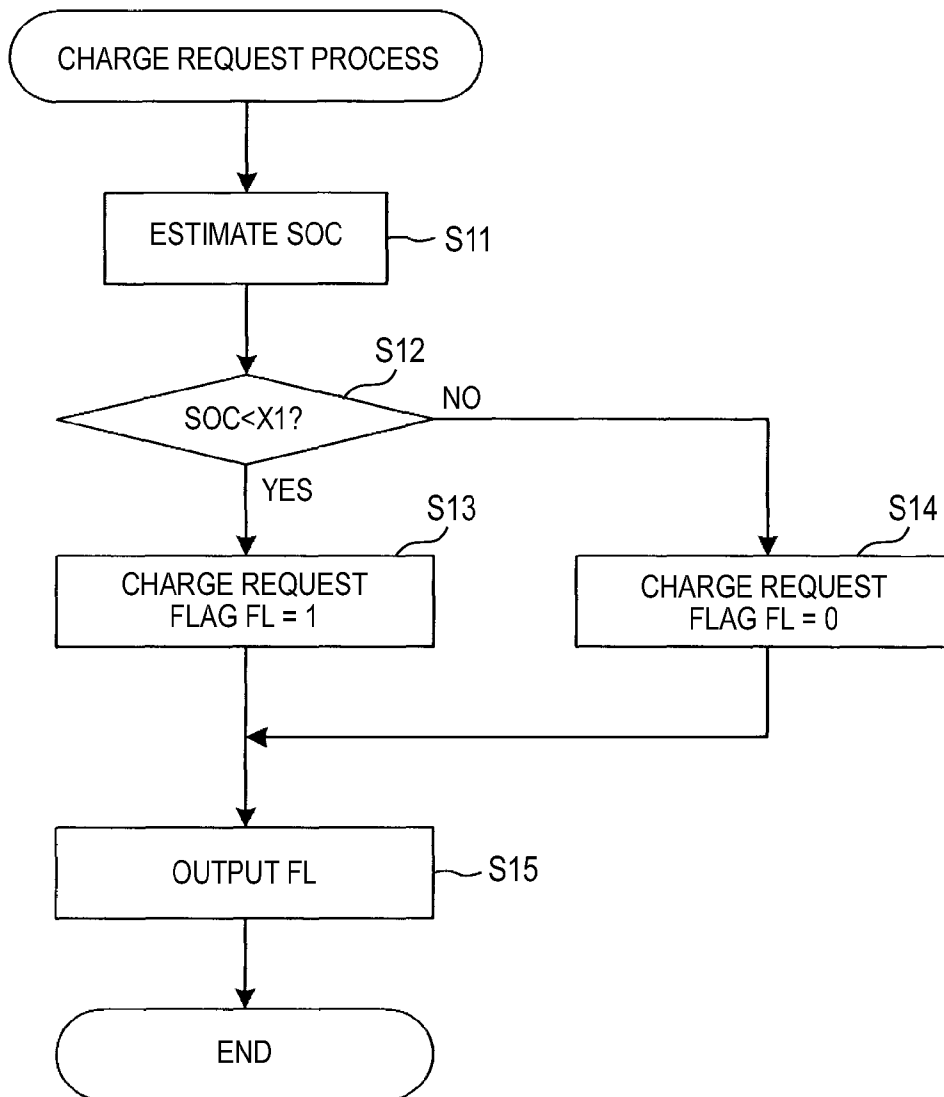 CHARGE REQUEST PROCESS
ESTIMATE SOC
S11
S12
SOC<X1?
NO
YES
S13
CHARGE REQUEST
FLAG FL = 1
S14
CHARGE REQUEST
FLAG FL = 0
OUTPUT FL
S15
END